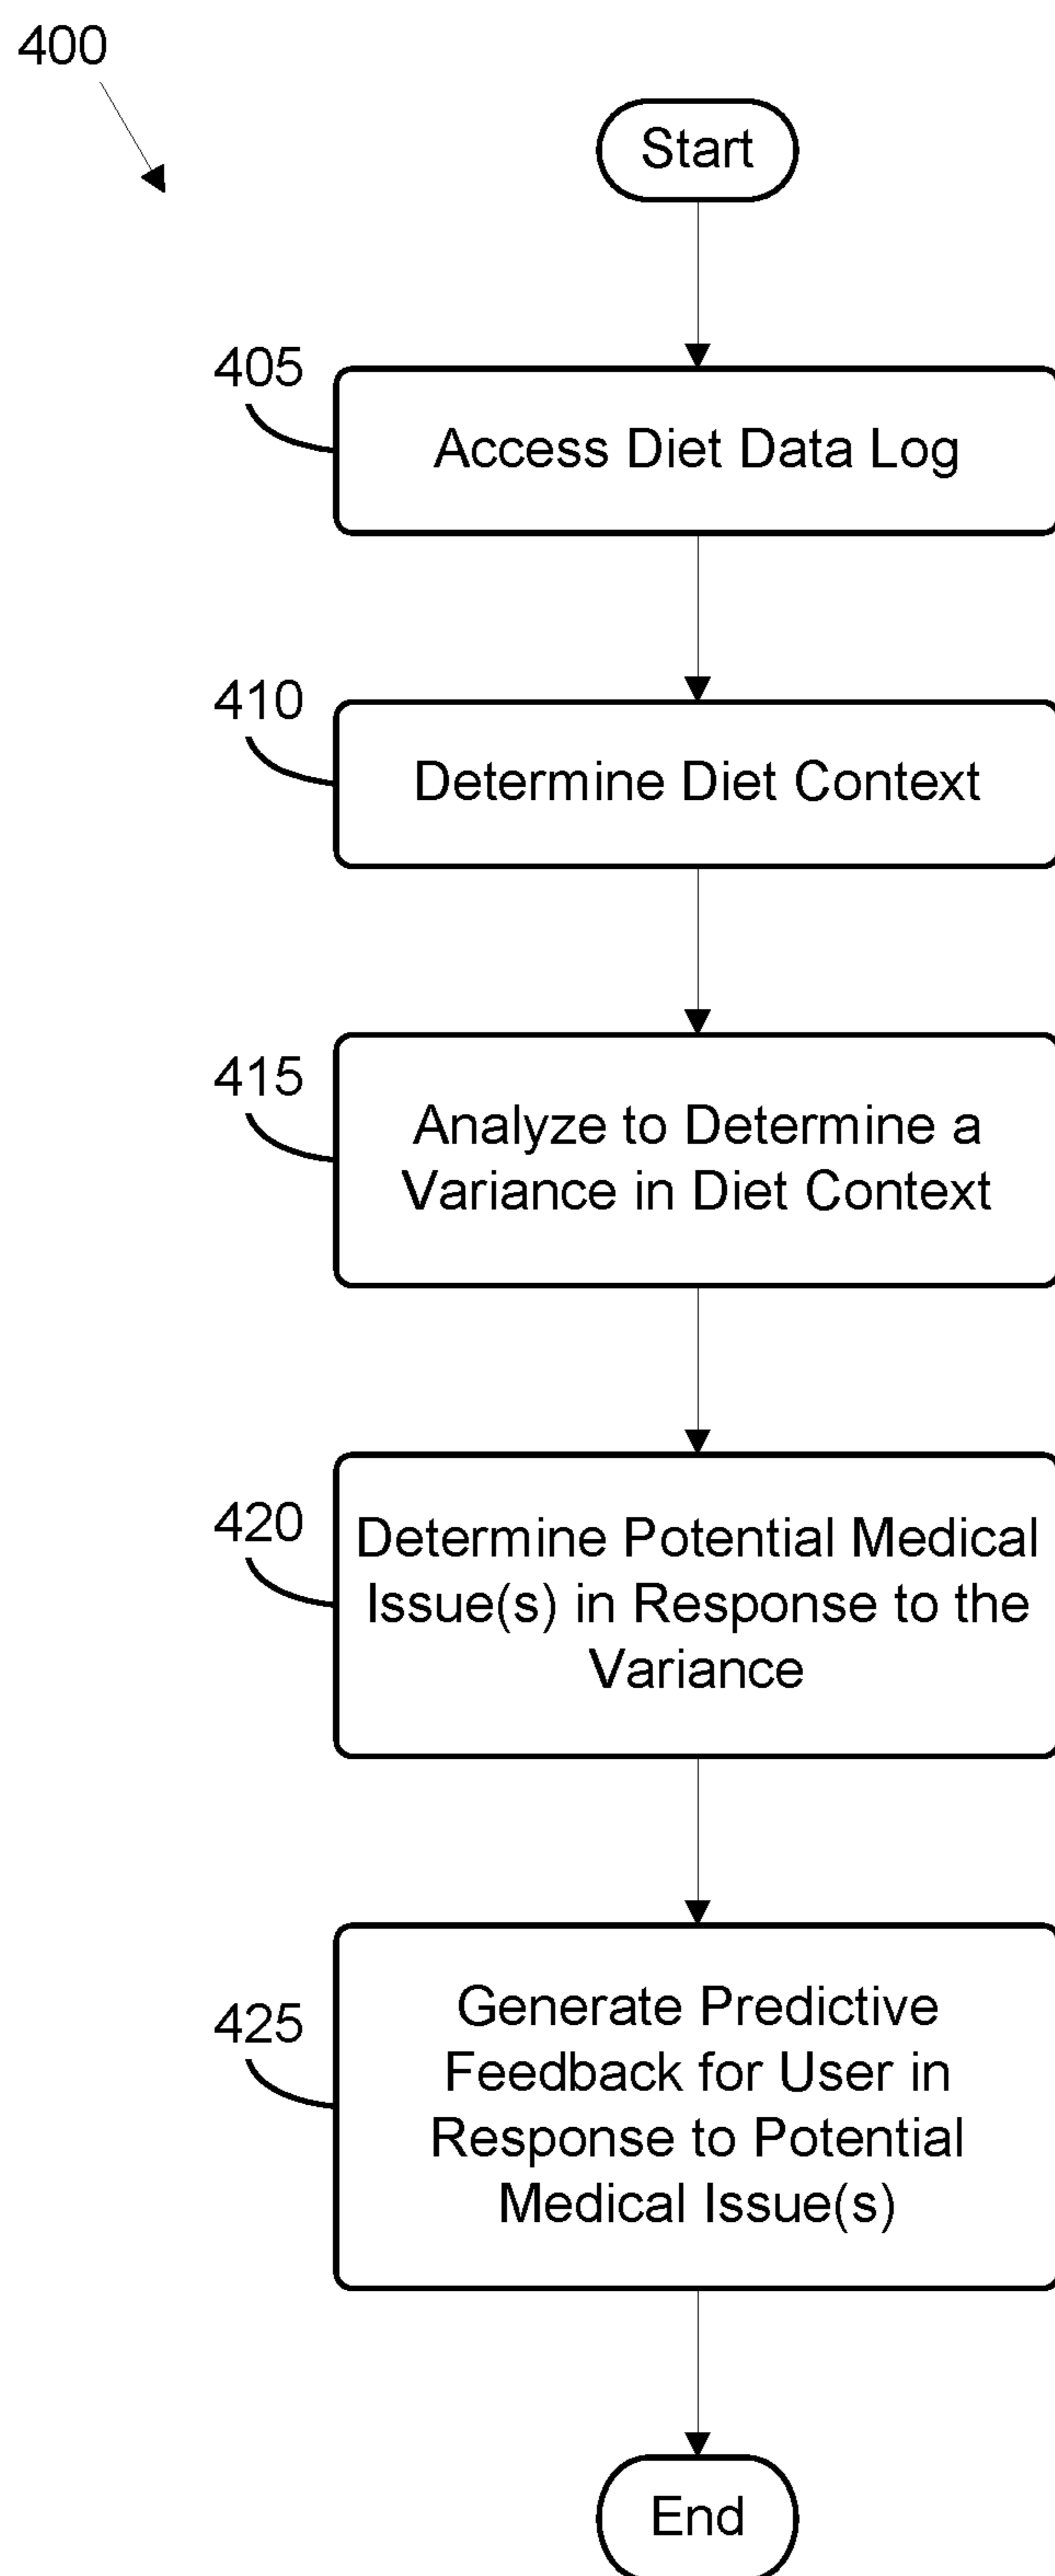 400
Start
405
Access Diet Data Log
410
Determine Diet Context
415
Analyze to Determine a
Variance in Diet Context
420
Determine Potential Medical
Issue(s) in Response to the
Variance
425
Generate Predictive
Feedback for User in
Response to Potential
Medical Issue(s)
End